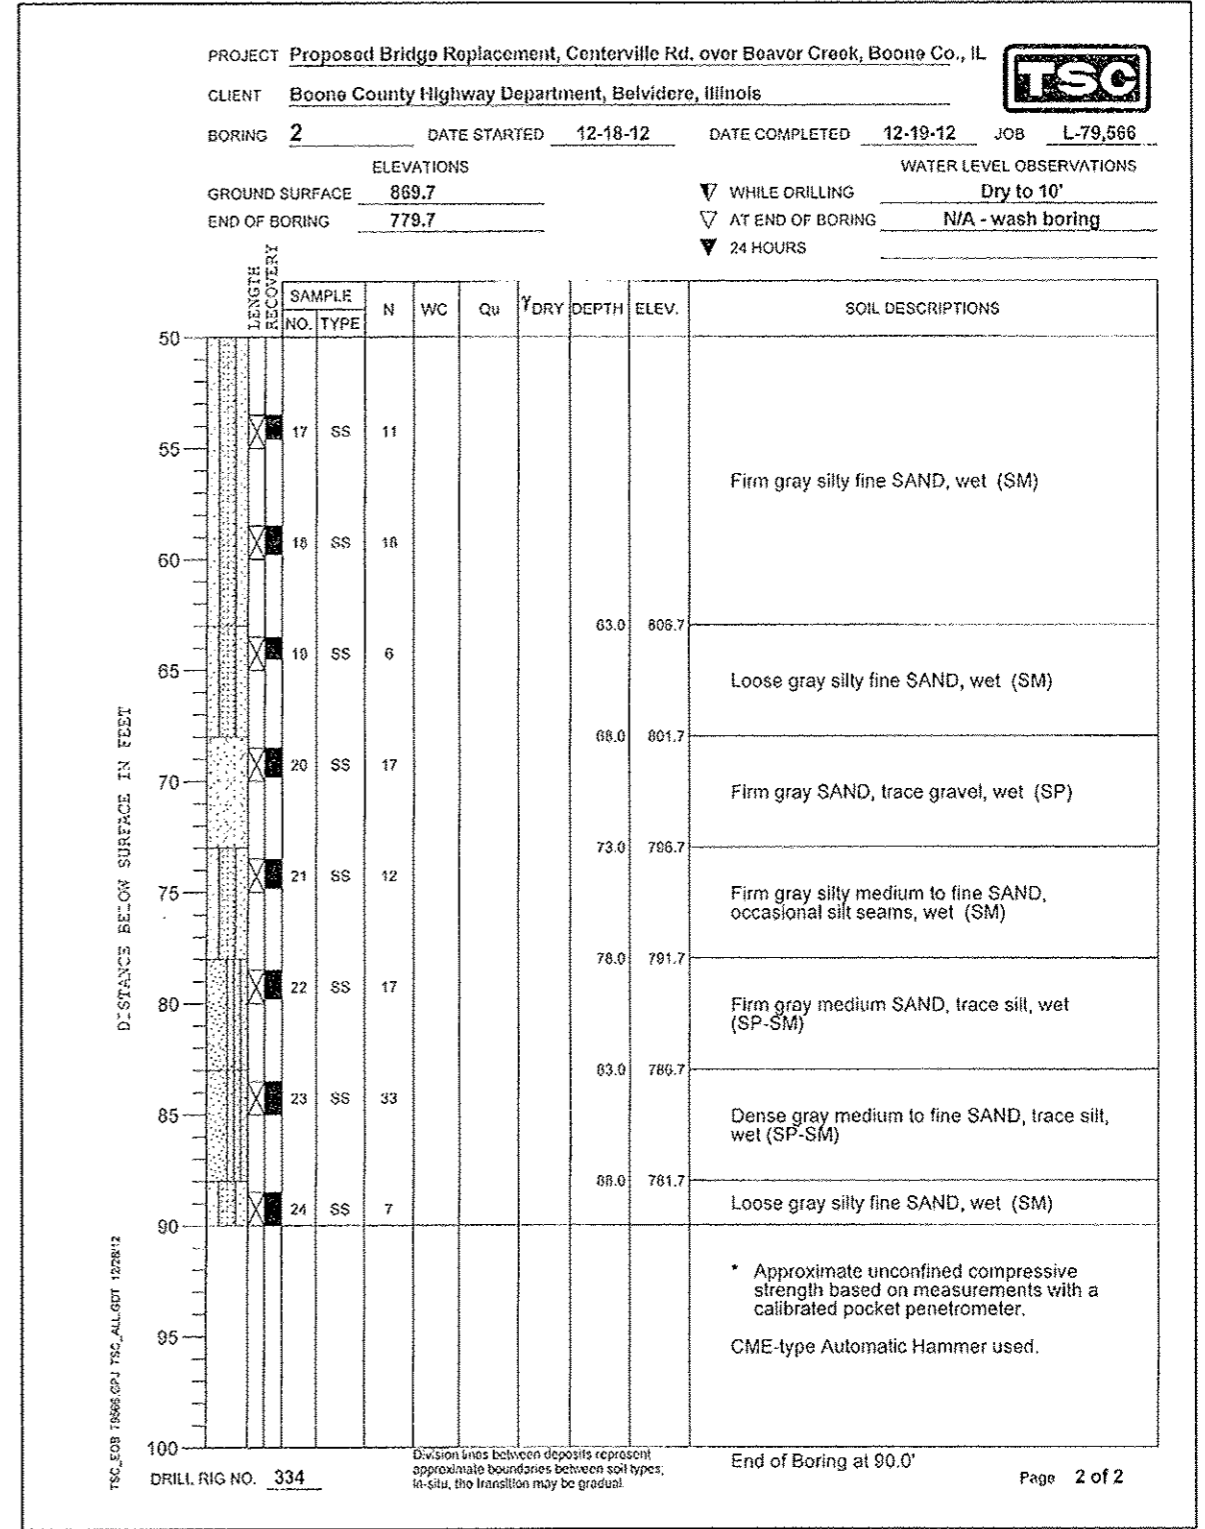 PROJECT Proposed Bridge Replacement, Centerville Rd. over Beaver Creek, Boone Co., IL
TSC
CLIENT Boone County Highway Department, Belvidere, Illinois
BORING 2 DATE STARTED 12-18-12 DATE COMPLETED 12-19-12 JOB L-79,566
ELEVATIONS WATER LEVEL OBSERVATIONS
GROUND SURFACE 869.7 WHILE DRILLING Dry to 10'
END OF BORING 779.7 AT END OF BORING N/A - wash boring
24 HOURS
LENGTH
RECOVERY
SAMPLE N WC Qu γDRY DEPTH ELEV. SOIL DESCRIPTIONS
NO. TYPE
50
17 SS 11
55
Firm gray silty fine SAND, wet (SM)
18 SS 18
60
63.0 806.7
19 SS 6
65
Loose gray silty fine SAND, wet (SM)
68.0 801.7
20 SS 17
70
Firm gray SAND, trace gravel, wet (SP)
73.0 796.7
21 SS 12
75
Firm gray silty medium to fine SAND,
occasional silt seams, wet (SM)
78.0 791.7
22 SS 17
80
Firm gray medium SAND, trace silt, wet
(SP-SM)
83.0 786.7
23 SS 33
85
Dense gray medium to fine SAND, trace silt,
wet (SP-SM)
88.0 781.7
Loose gray silty fine SAND, wet (SM)
24 SS 7
90
* Approximate unconfined compressive
strength based on measurements with a
calibrated pocket penetrometer.
95
CME-type Automatic Hammer used.
100
DISTANCE BELOW SURFACE IN FEET
TSC_EOB 79566.GPJ TSC_ALL.GDT 12/28/12
Division lines between deposits represent
approximate boundaries between soil types;
in-situ, the transition may be gradual.
End of Boring at 90.0'
DRILL RIG NO. 334
Page 2 of 2